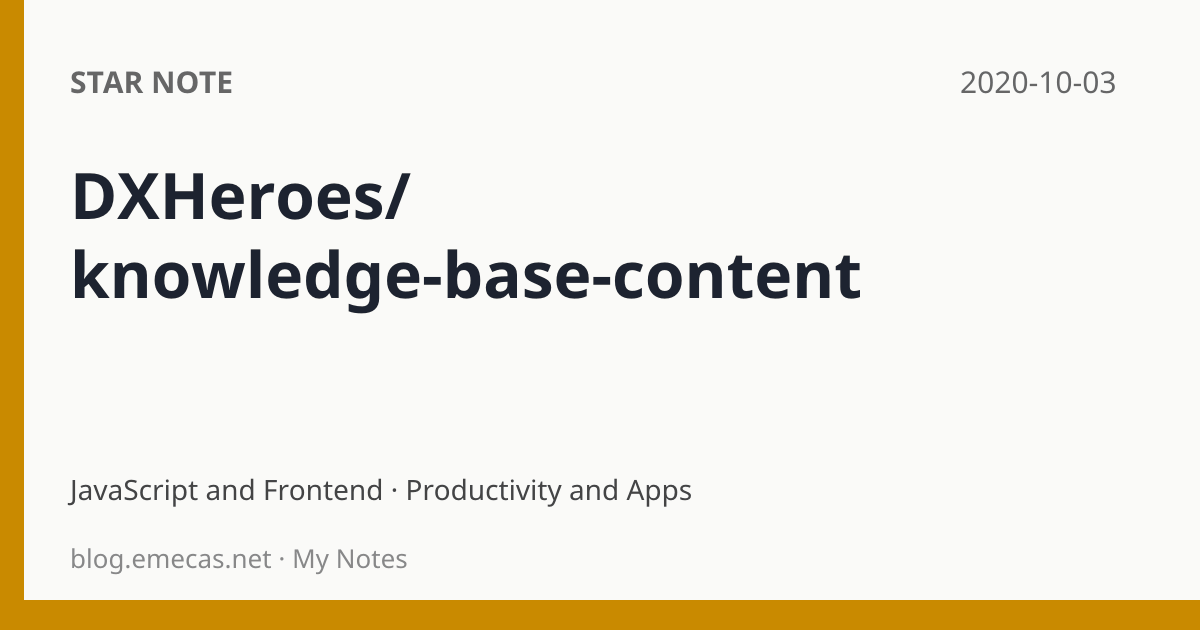 STAR NOTE
2020-10-03
DXHeroes/
knowledge-base-content
JavaScript and Frontend · Productivity and Apps
blog.emecas.net · My Notes